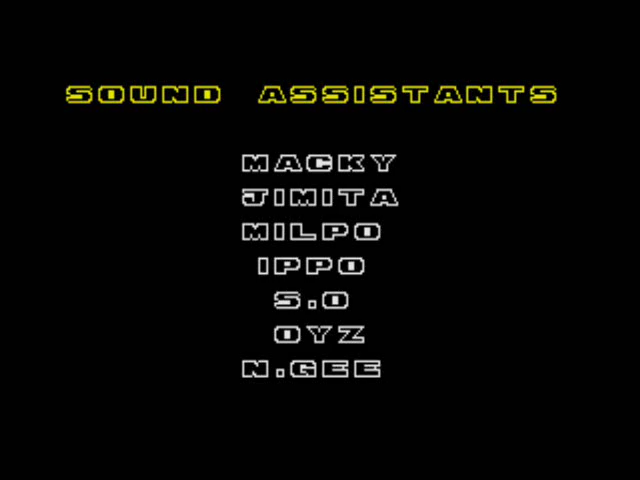 SOUND ASSISTANTS
MACKY
JIMITA
MILPO
IPPO
S.O
OYZ
N.GEE